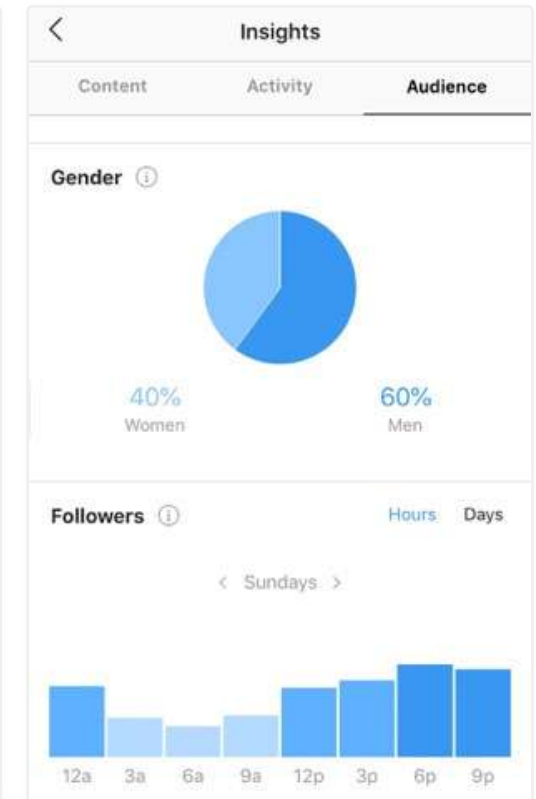 Insights
Content Activity Audience
Gender
40% 60%
Women Men
Followers Hours Days
< Sundays >
12a 3a 6a 9a 12p 3p 6p 9p